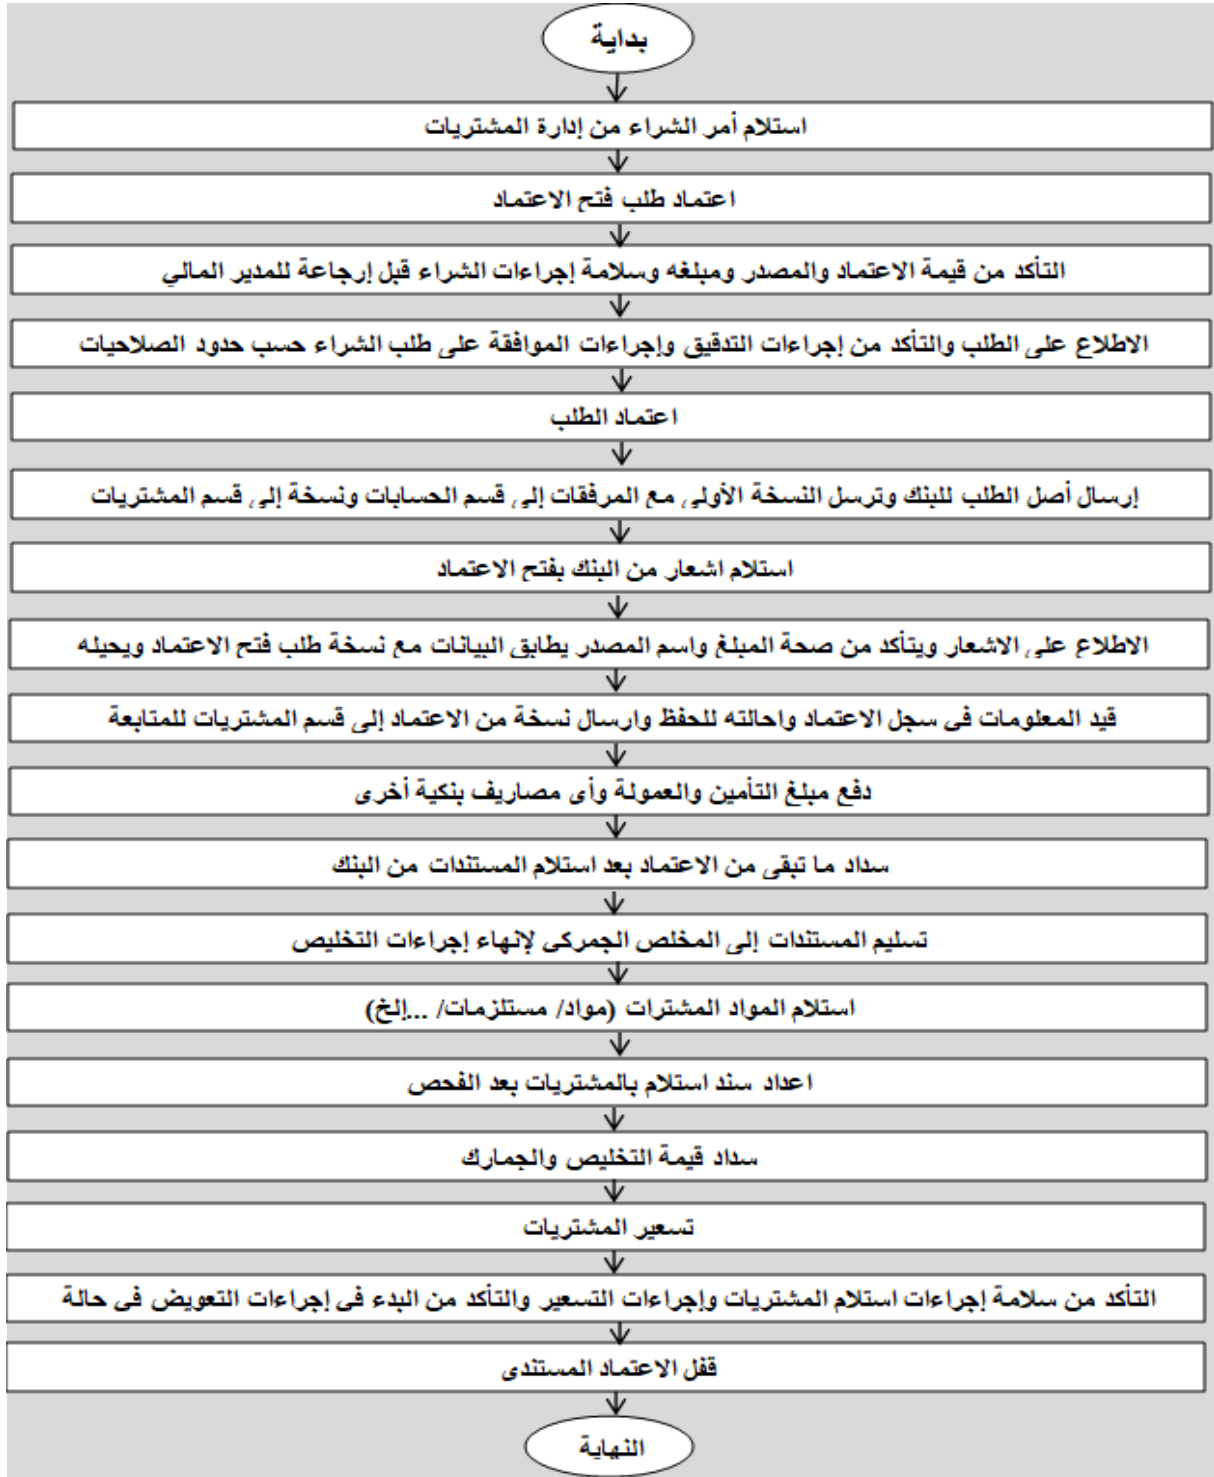 بداية
استلام أمر الشراء من إدارة المشتريات
اعتماد طلب فتح الاعتماد
التأكد من قيمة الاعتماد والمصدر ومبلغه وسلامة إجراءات الشراء قبل إرجاعة للمدير المالي
الاطلاع على الطلب والتأكد من إجراءات التدقيق وإجراءات الموافقة على طلب الشراء حسب حدود الصلاحيات
اعتماد الطلب
إرسال أصل الطلب للبنك وترسل النسخة الأولى مع المرفقات إلى قسم الحسابات ونسخة إلى قسم المشتريات
استلام اشعار من البنك بفتح الاعتماد
الاطلاع على الاشعار ويتأكد من صحة المبلغ واسم المصدر يطابق البيانات مع نسخة طلب فتح الاعتماد ويحيله
قيد المعلومات فى سجل الاعتماد واحالته للحفظ وارسال نسخة من الاعتماد إلى قسم المشتريات للمتابعة
دفع مبلغ التأمين والعمولة وأى مصاريف بنكية أخرى
سداد ما تبقى من الاعتماد بعد استلام المستندات من البنك
تسليم المستندات إلى المخلص الجمركى لإنهاء إجراءات التخليص
استلام المواد المشترات (مواد/ مستلزمات/ ...إلخ)
اعداد سند استلام بالمشتريات بعد الفحص
سداد قيمة التخليص والجمارك
تسعير المشتريات
التأكد من سلامة إجراءات استلام المشتريات وإجراءات التسعير والتأكد من البدء فى إجراءات التعويض فى حالة
قفل الاعتماد المستندى
النهاية